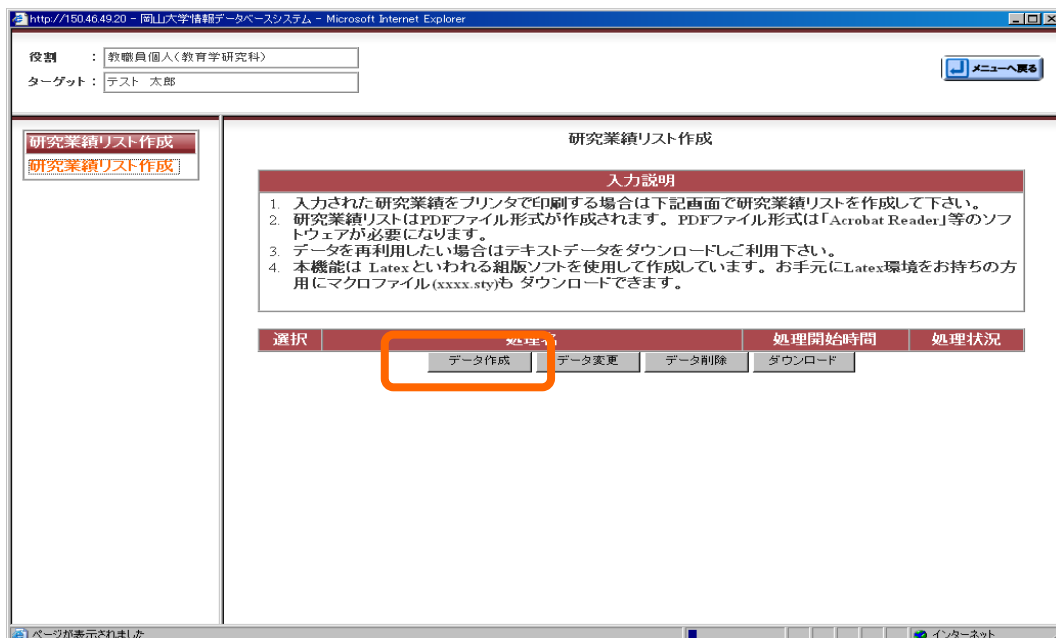 http://150.46.49.20 - 岡山大学情報データベースシステム - Microsoft Internet Explorer
役割 : 教職員個人(教育学研究科)
メニューへ戻る
ターゲット : テスト 太郎
研究業績リスト作成
研究業績リスト作成
研究業績リスト作成
入力説明
1. 入力された研究業績をプリンタで印刷する場合は下記画面で研究業績リストを作成して下さい。
2. 研究業績リストはPDFファイル形式が作成されます。PDFファイル形式は「Acrobat Reader」等のソフ
トウェアが必要になります。
3. データを再利用したい場合はテキストデータをダウンロードしご利用下さい。
4. 本機能は Latexといわれる組版ソフトを使用して作成しています。お手元にLatex環境をお持ちの方
用にマクロファイル(xxxx.sty)も ダウンロードできます。
選択 処理名 処理開始時間 処理状況
データ作成 データ変更 データ削除 ダウンロード
ページが表示されました インターネット